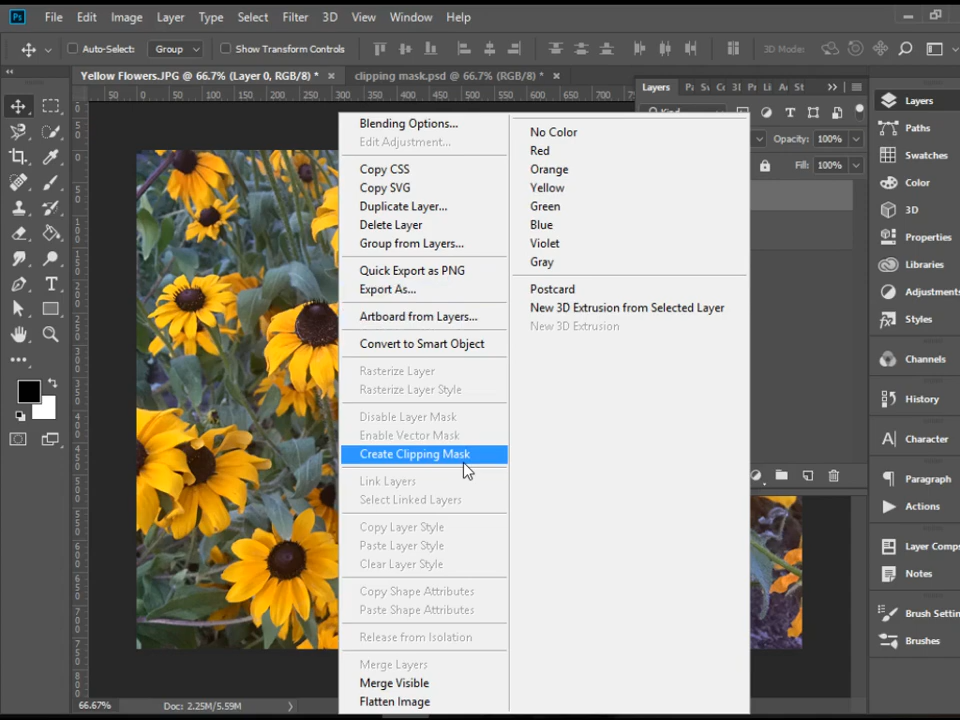 Ps File Edit Image Layer Type Select Filter 3D View Window Help
Auto-Select: Group Show Transform Controls 3D Mode:
Yellow Flowers.JPG @ 66.7% (Layer 0, RGB/8) * × clipping mask.psd @ 66.7% (RGB/8) * ×
Layers
50 0 50 100 150 200 250 300 350 400 450 500 550 600 650 700
Opacity: 100%
Fill: 100%
Blending Options...
Edit Adjustment...
Copy CSS
Copy SVG
Duplicate Layer...
Delete Layer
Group from Layers...
Quick Export as PNG
Export As...
Artboard from Layers...
Convert to Smart Object
Rasterize Layer
Rasterize Layer Style
Disable Layer Mask
Enable Vector Mask
Create Clipping Mask
Link Layers
Select Linked Layers
Copy Layer Style
Paste Layer Style
Clear Layer Style
Copy Shape Attributes
Paste Shape Attributes
Release from Isolation
Merge Layers
Merge Visible
Flatten Image
No Color
Red
Orange
Yellow
Green
Blue
Violet
Gray
Postcard
New 3D Extrusion from Selected Layer
New 3D Extrusion
Layers
Paths
Swatches
Color
3D
Properties
Libraries
Adjustments
Styles
Channels
History
Character
Paragraph
Actions
Layer Comps
Notes
Brush Settin
Brushes
66.67% Doc: 2.25M/5.59M